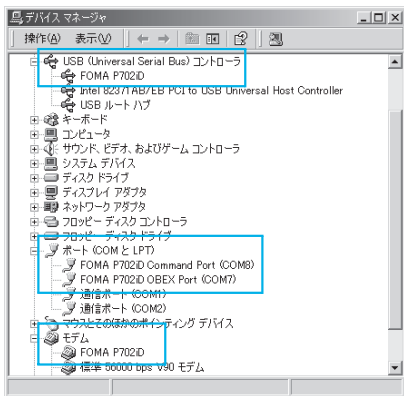 デバイス マネージャ
操作(A) 表示(V)
USB (Universal Serial Bus) コントローラ
FOMA P702iD
Intel 82371AB/EB PCI to USB Universal Host Controller
USB ルート ハブ
キーボード
コンピュータ
サウンド、ビデオ、およびゲーム コントローラ
システム デバイス
ディスク ドライブ
ディスプレイ アダプタ
ネットワーク アダプタ
フロッピー ディスク コントローラ
フロッピー ディスク ドライブ
ポート (COM と LPT)
FOMA P702iD Command Port (COM8)
FOMA P702iD OBEX Port (COM7)
通信ポート (COM1)
通信ポート (COM2)
マウスとそのほかのポインティング デバイス
モデム
FOMA P702iD
標準 56000 bps V90 モデム